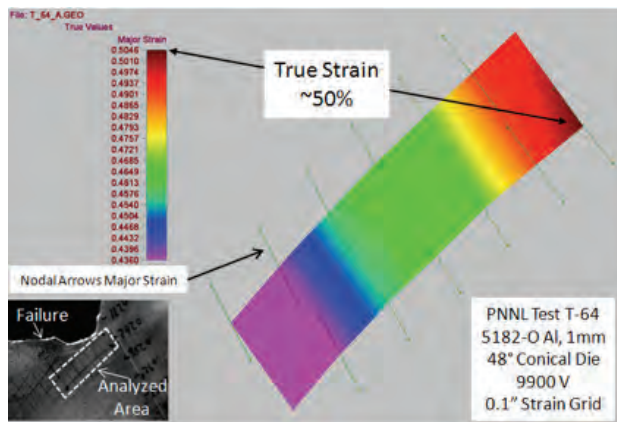 File: T_64_A.GEO
True Values
Major Strain
0.5046
0.5010
0.4974
0.4937
0.4901
0.4865
0.4829
0.4793
0.4757
0.4721
0.4685
0.4649
0.4613
0.4576
0.4540
0.4504
0.4468
0.4432
0.4396
0.4360
True Strain
~50%
Nodal Arrows Major Strain
Failure
Analyzed
Area
PNNL Test T-64
5182-O Al, 1mm
48° Conical Die
9900 V
0.1” Strain Grid